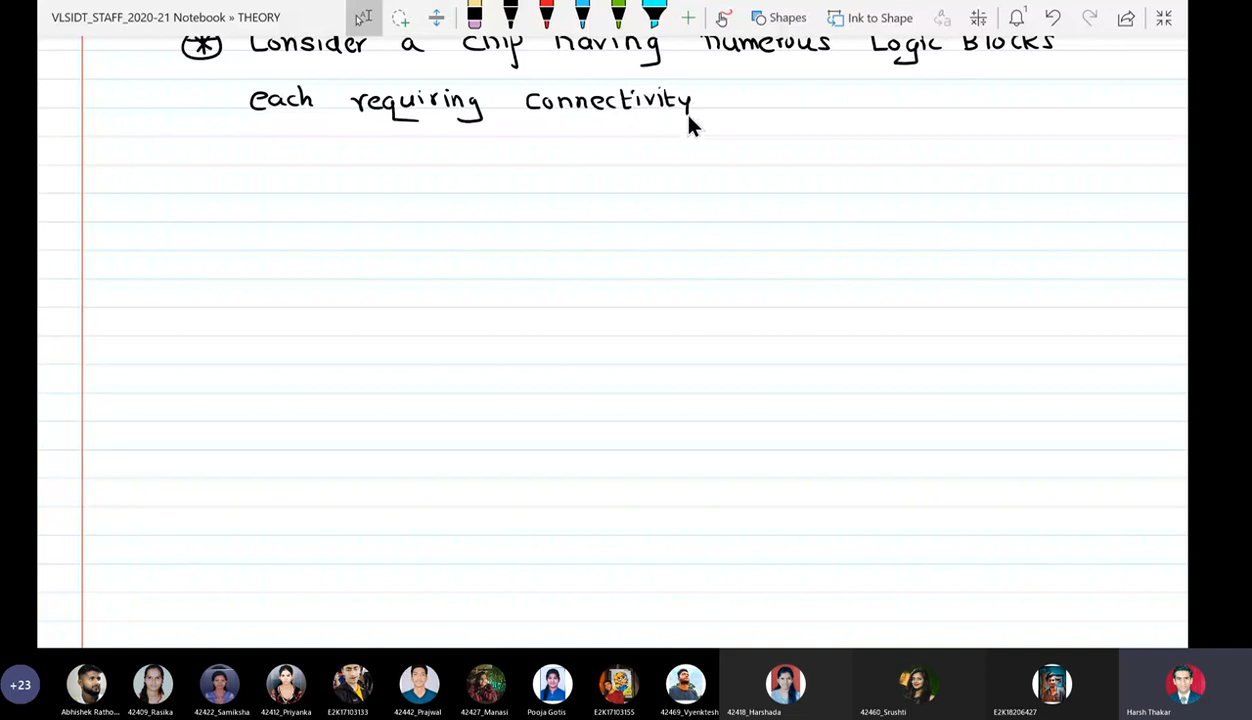 VLSIDT_STAFF_2020-21 Notebook » THEORY
Shapes
Ink to Shape
* Consider a chip having numerous Logic Blocks
each requiring connectivity
+23
Abhishek Ratho...
42409_Rasika
42422_Samiksha
42412_Priyanka
E2K17103133
42442_Prajwal
42427_Manasi
Pooja Gotis
E2K17103155
42469_Vyenktesh
42418_Harshada
42460_Srushti
E2K18206427
Harsh Thakar